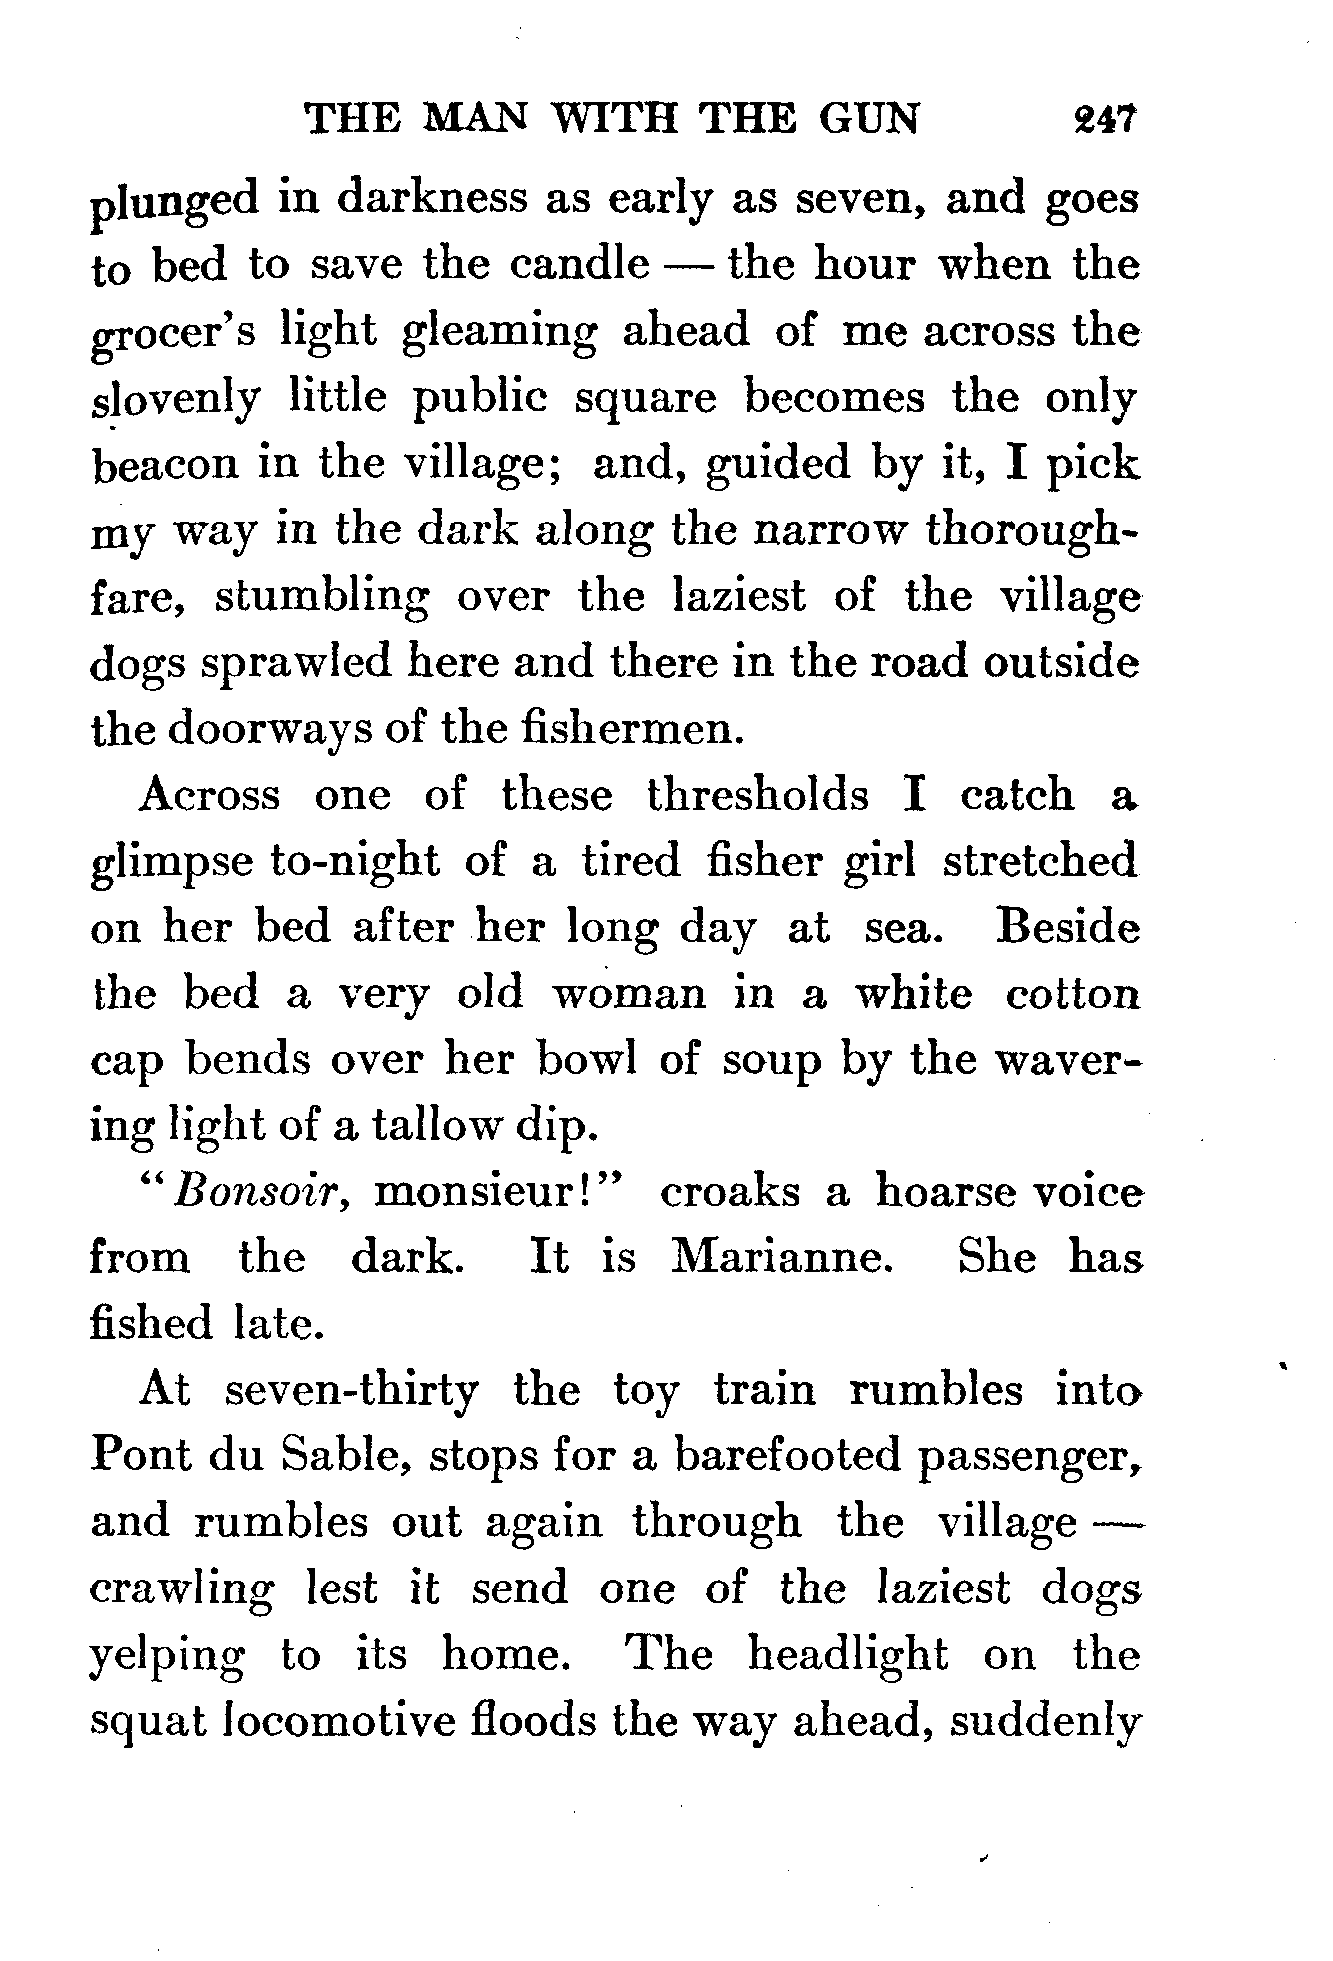 THE MAN WITH THE GUN 247
plunged in darkness as early as seven, and goes
to bed to save the candle — the hour when the
grocer's light gleaming ahead of me across the
slovenly little public square becomes the only
beacon in the village; and, guided by it, I pick
my way in the dark along the narrow thorough-
fare, stumbling over the laziest of the village
dogs sprawled here and there in the road outside
the doorways of the fishermen.
Across one of these thresholds I catch a
glimpse to-night of a tired fisher girl stretched
on her bed after her long day at sea. Beside
the bed a very old woman in a white cotton
cap bends over her bowl of soup by the waver-
ing light of a tallow dip.
"Bonsoir, monsieur!" croaks a hoarse voice
from the dark. It is Marianne. She has
fished late.
At seven-thirty the toy train rumbles into
Pont du Sable, stops for a barefooted passenger,
and rumbles out again through the village —
crawling lest it send one of the laziest dogs
yelping to its home. The headlight on the
squat locomotive floods the way ahead, suddenly